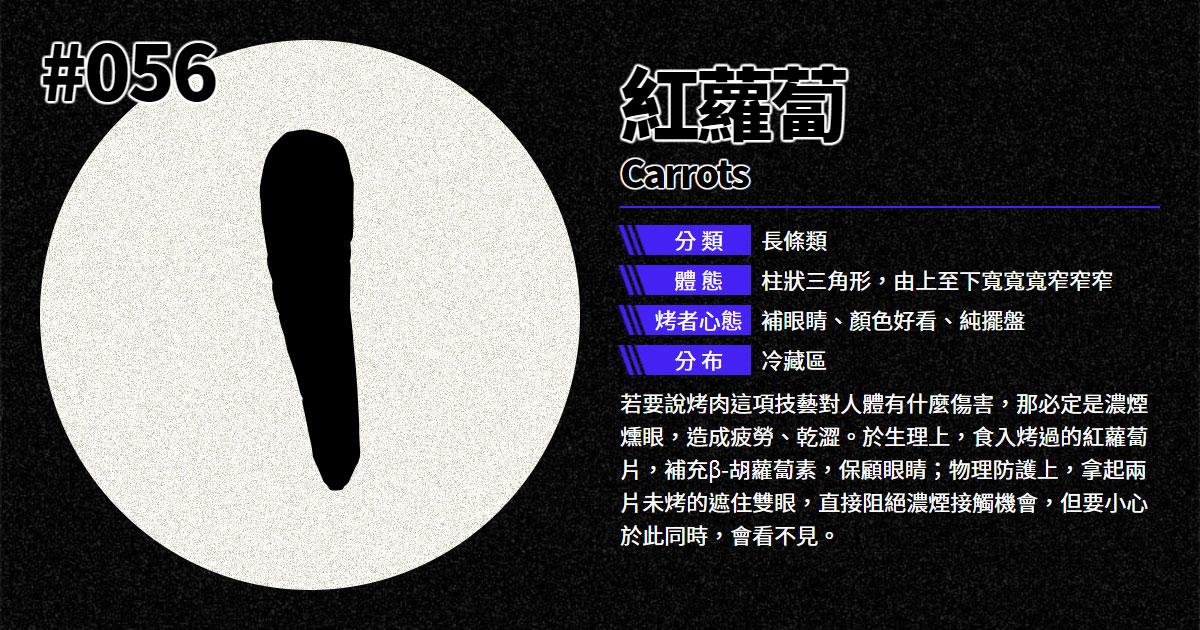 #056
紅蘿蔔
Carrots
分類 長條類
體態 柱狀三角形，由上至下寬寬寬窄窄窄
烤者心態 補眼睛、顏色好看、純擺盤
分布 冷藏區
若要說烤肉這項技藝對人體有什麼傷害，那必定是濃煙
燻眼，造成疲勞、乾澀。於生理上，食入烤過的紅蘿蔔
片，補充β-胡蘿蔔素，保顧眼睛；物理防護上，拿起兩
片未烤的遮住雙眼，直接阻絕濃煙接觸機會，但要小心
於此同時，會看不見。